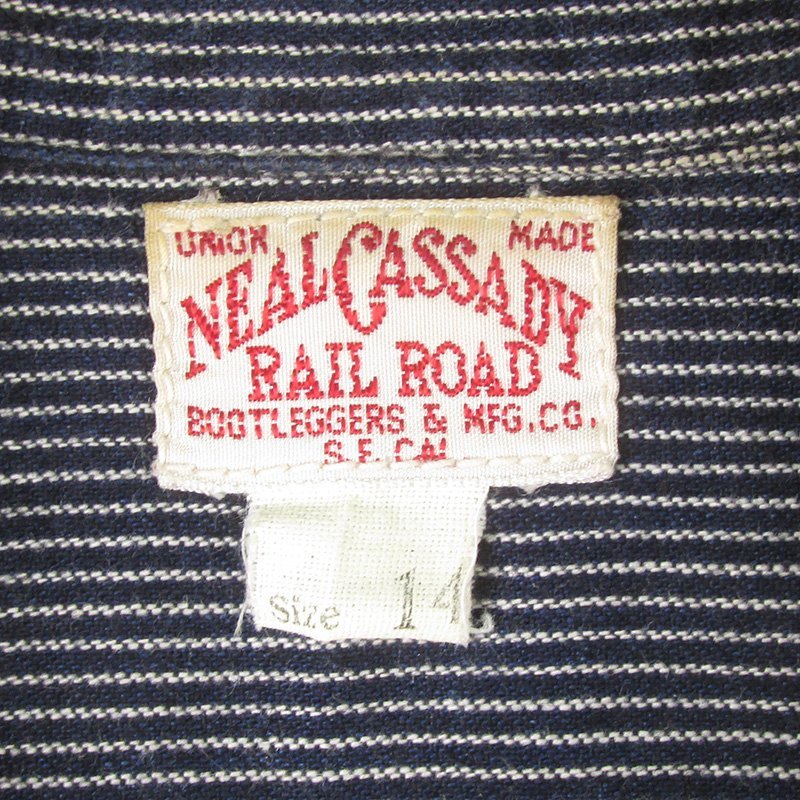 UNION MADE
NEAL CASSADY
RAIL ROAD
BOOTLEGGERS & MFG.CO.
S.F. CAL
Size 14